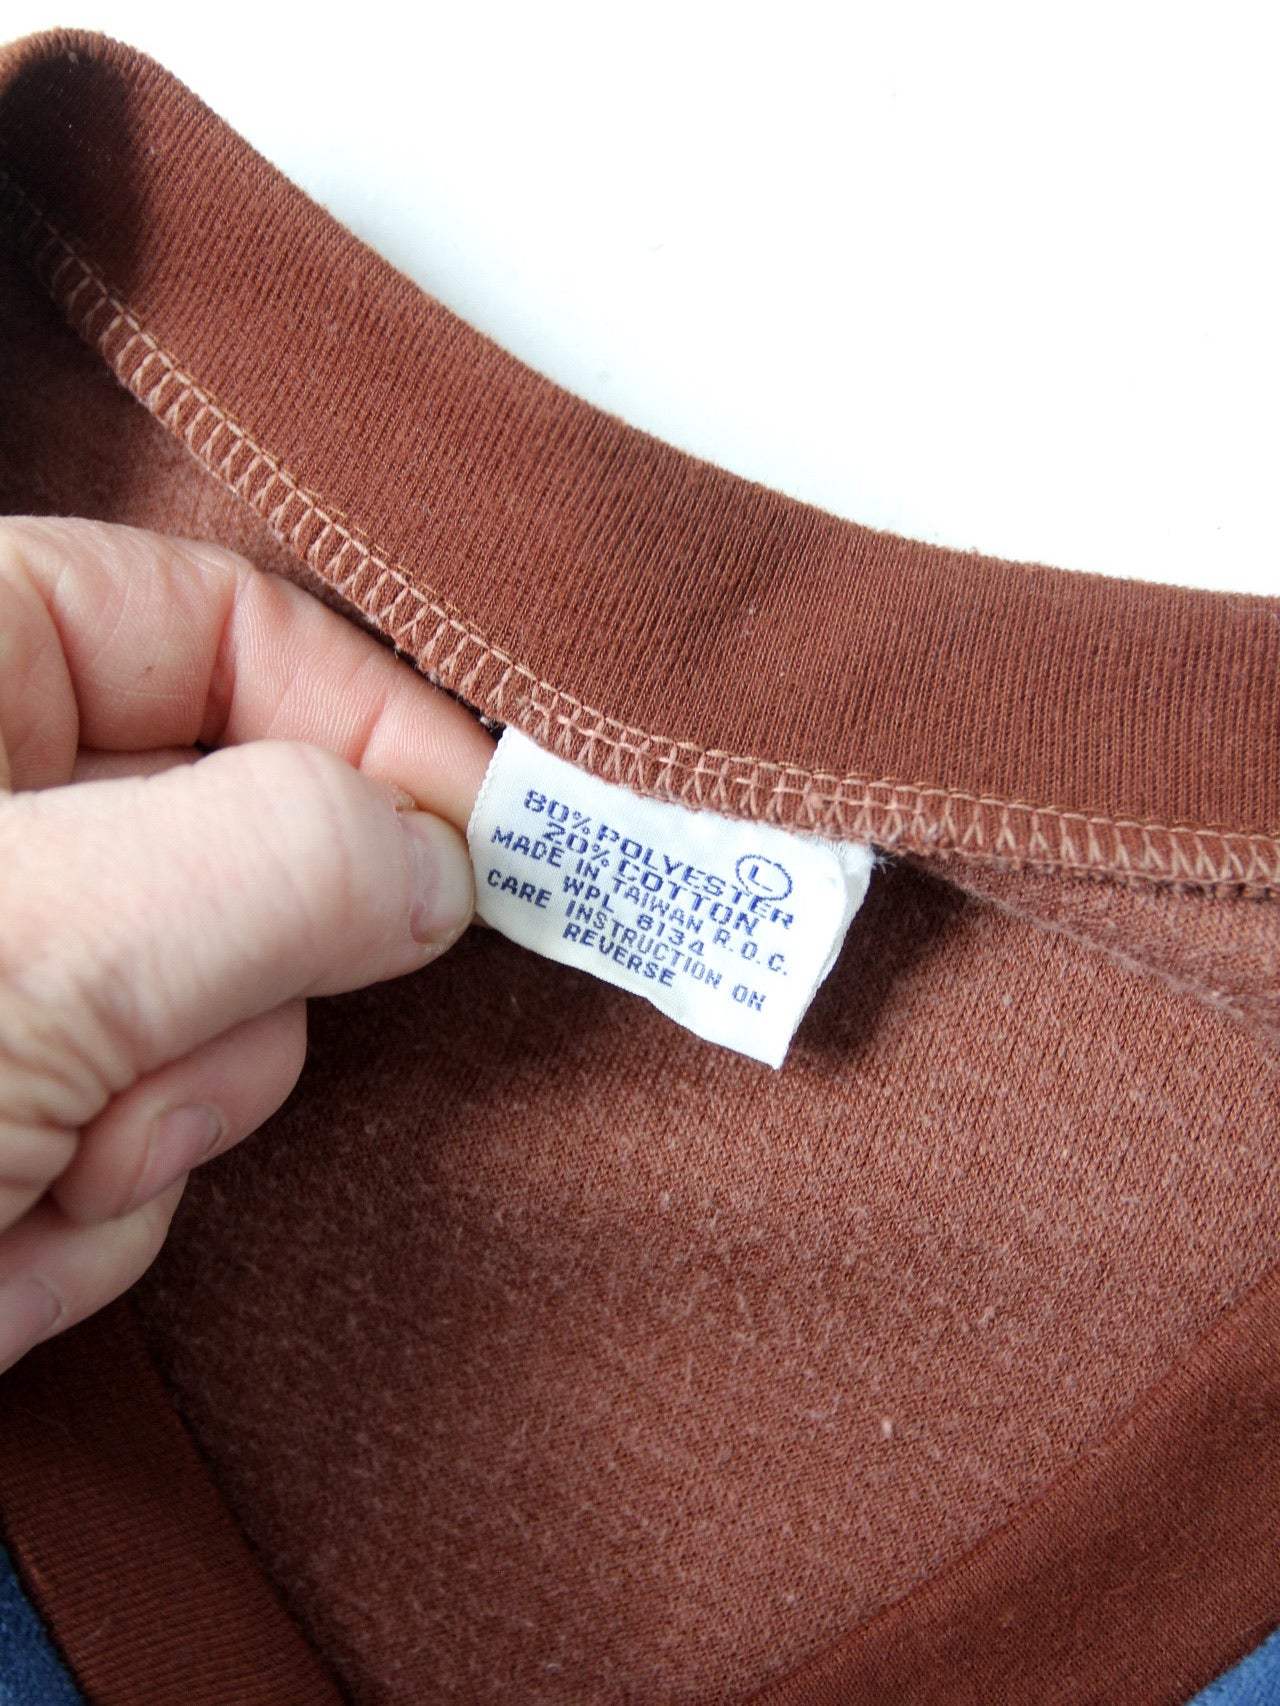 80% POLYESTER
20% COTTON
L
MADE IN TAIWAN R.O.C.
WPL 8134
CARE INSTRUCTION ON
REVERSE